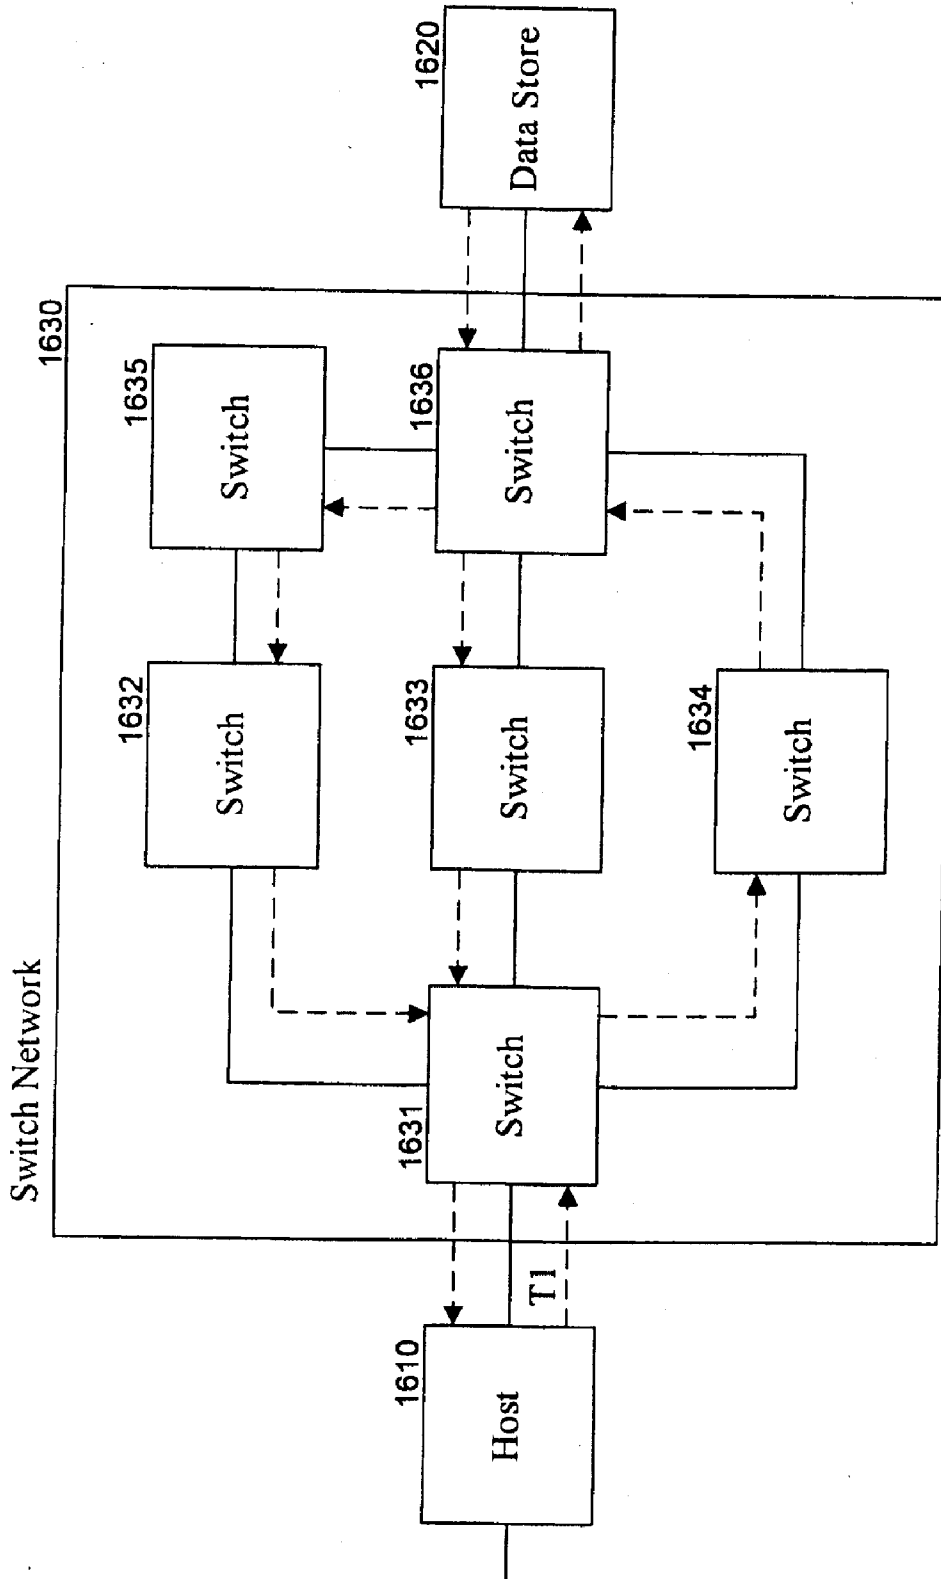 Switch Network
1630
1610
Host
T1
1631
Switch
1632
Switch
1635
Switch
1633
Switch
1636
Switch
1634
Switch
1620
Data Store